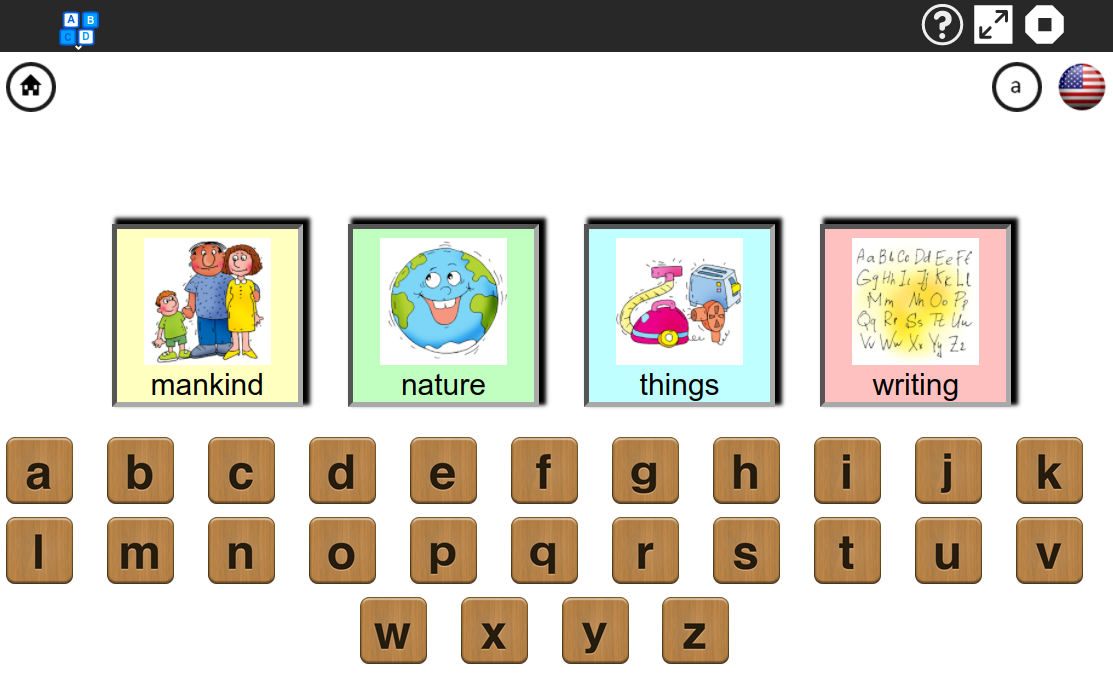 A B
C D
?
a
Aa Bb Cc Dd Ee Ff
Gg Hh Ii Jj Kk Ll
Mm Nn Oo Pp
Qq Rr Ss Tt Uu
Vv Ww Xx Yy Zz
mankind nature things writing
a b c d e f g h i j k
l m n o p q r s t u v
w x y z